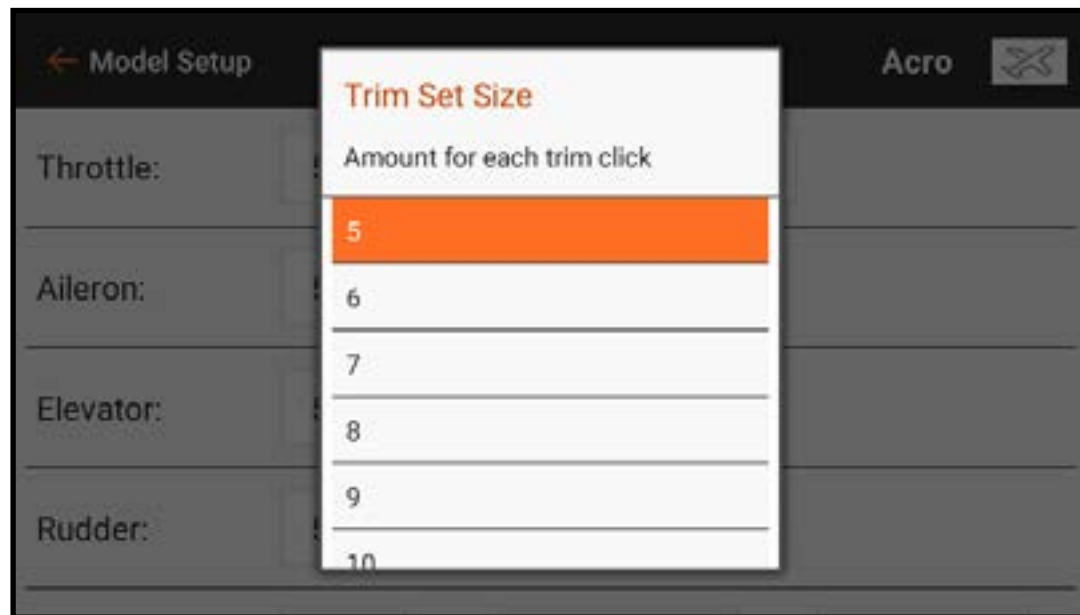 ← Model Setup
Acro
Trim Set Size
Amount for each trim click
Throttle:
Aileron:
Elevator:
Rudder:
5
6
7
8
9
10